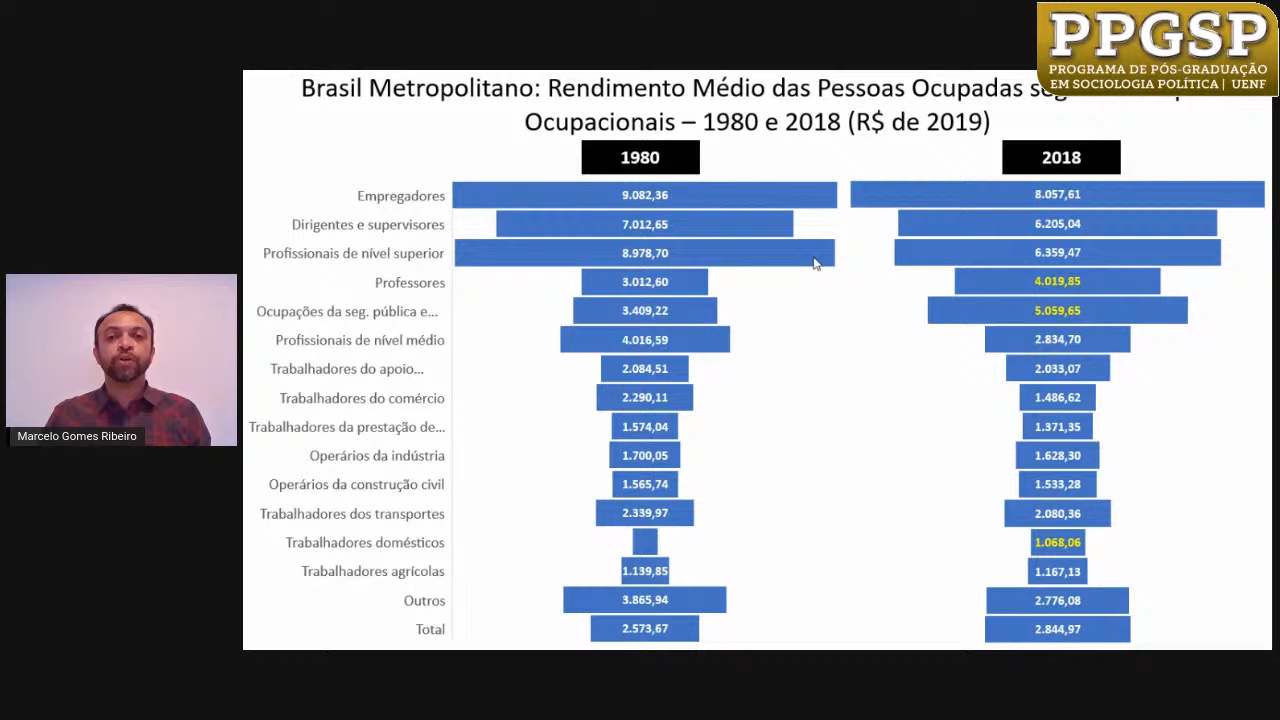 PPGSP
PROGRAMA DE PÓS-GRADUAÇÃO
EM SOCIOLOGIA POLÍTICA | UENF
Brasil Metropolitano: Rendimento Médio das Pessoas Ocupadas
Ocupacionais – 1980 e 2018 (R$ de 2019)
1980 2018
Empregadores 9.082,36 8.057,61
Dirigentes e supervisores 7.012,65 6.205,04
Profissionais de nível superior 8.978,70 6.359,47
Professores 3.012,60 4.019,85
Ocupações da seg. pública e... 3.409,22 5.059,65
Profissionais de nível médio 4.016,59 2.834,70
Trabalhadores do apoio... 2.084,51 2.033,07
Trabalhadores do comércio 2.290,11 1.486,62
Trabalhadores da prestação de... 1.574,04 1.371,35
Operários da indústria 1.700,05 1.628,30
Operários da construção civil 1.565,74 1.533,28
Trabalhadores dos transportes 2.339,97 2.080,36
Trabalhadores domésticos 1.068,06
Trabalhadores agrícolas 1.139,85 1.167,13
Outros 3.865,94 2.776,08
Total 2.573,67 2.844,97
Marcelo Gomes Ribeiro